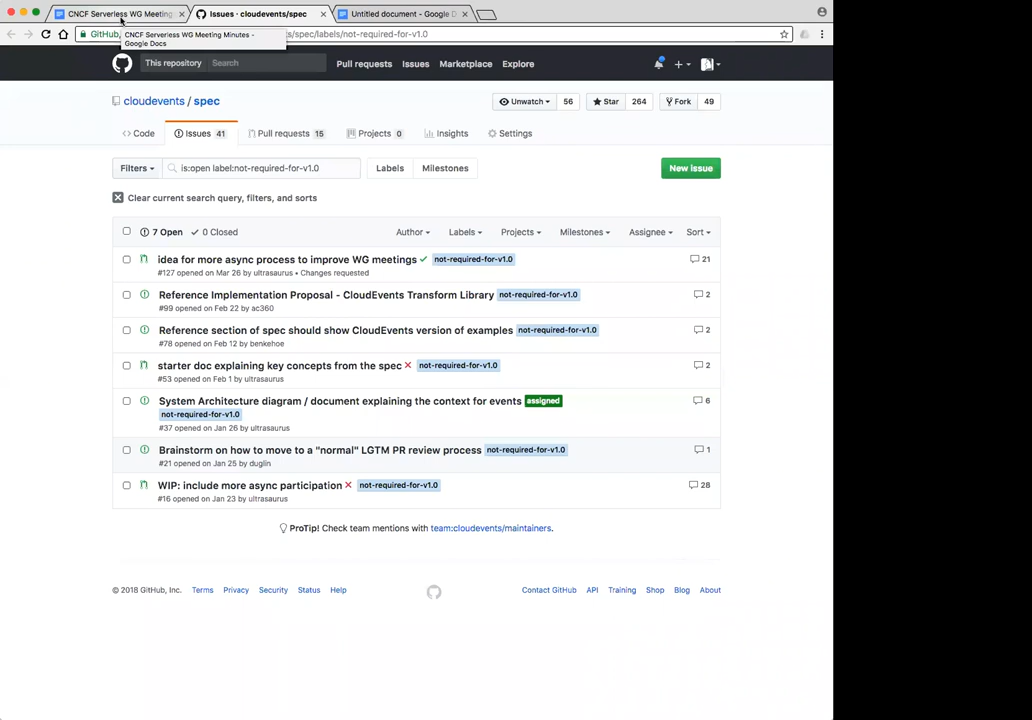 CNCF Serverless WG Meeting
Issues · cloudevents/spec
Untitled document - Google D
GitHub,
CNCF Serverless WG Meeting Minutes -
Google Docs
ts/spec/labels/not-required-for-v1.0
This repository
Search
Pull requests
Issues
Marketplace
Explore
cloudevents / spec
Unwatch 56
Star 264
Fork 49
Code
Issues 41
Pull requests 15
Projects 0
Insights
Settings
Filters
is:open label:not-required-for-v1.0
Labels
Milestones
New issue
Clear current search query, filters, and sorts
7 Open
0 Closed
Author
Labels
Projects
Milestones
Assignee
Sort
idea for more async process to improve WG meetings not-required-for-v1.0 21
#127 opened on Mar 26 by ultrasaurus • Changes requested
Reference Implementation Proposal - CloudEvents Transform Library not-required-for-v1.0 2
#99 opened on Feb 22 by ac360
Reference section of spec should show CloudEvents version of examples not-required-for-v1.0 2
#78 opened on Feb 12 by benkehoe
starter doc explaining key concepts from the spec not-required-for-v1.0 2
#53 opened on Feb 1 by ultrasaurus
System Architecture diagram / document explaining the context for events assigned 6
not-required-for-v1.0
#37 opened on Jan 26 by ultrasaurus
Brainstorm on how to move to a "normal" LGTM PR review process not-required-for-v1.0 1
#21 opened on Jan 25 by duglin
WIP: include more async participation not-required-for-v1.0 28
#16 opened on Jan 23 by ultrasaurus
ProTip! Check team mentions with team:cloudevents/maintainers.
© 2018 GitHub, Inc.
Terms
Privacy
Security
Status
Help
Contact GitHub
API
Training
Shop
Blog
About